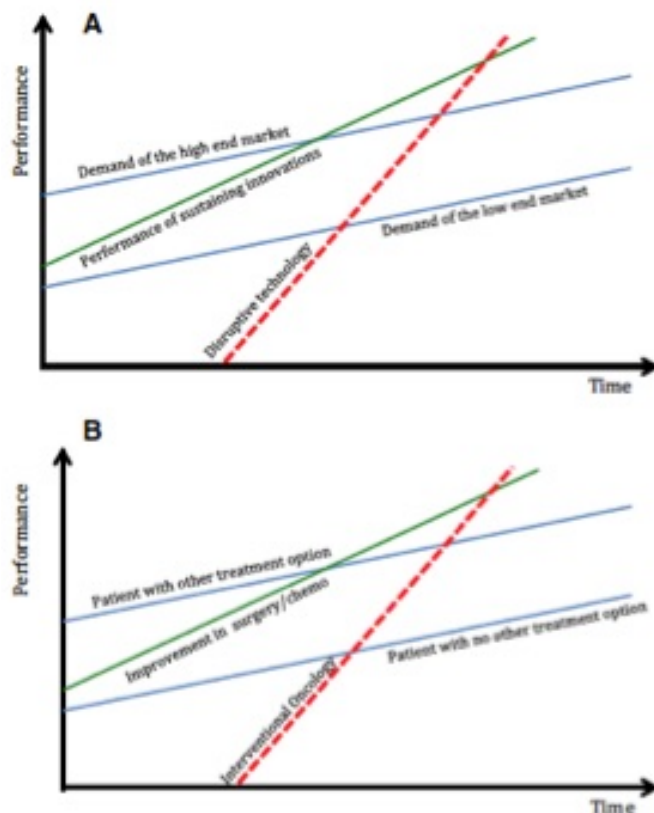 A
Performance
Demand of the high end market
Performance of sustaining innovations
Disruptive technology
Demand of the low end market
Time
B
Performance
Patient with other treatment option
Improvement in surgery/chemo
Interventional Oncology
Patient with no other treatment option
Time